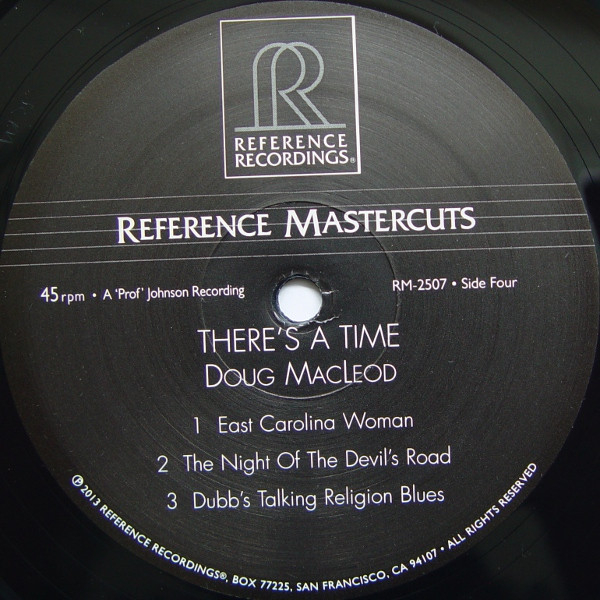 REFERENCE
RECORDINGS®
REFERENCE MASTERCUTS
45 rpm • A 'Prof' Johnson Recording
RM-2507 • Side Four
THERE'S A TIME
DOUG MACLEOD
1 East Carolina Woman
2 The Night Of The Devil's Road
3 Dubb's Talking Religion Blues
℗ 2013 REFERENCE RECORDINGS®, BOX 77225, SAN FRANCISCO, CA 94107 • ALL RIGHTS RESERVED